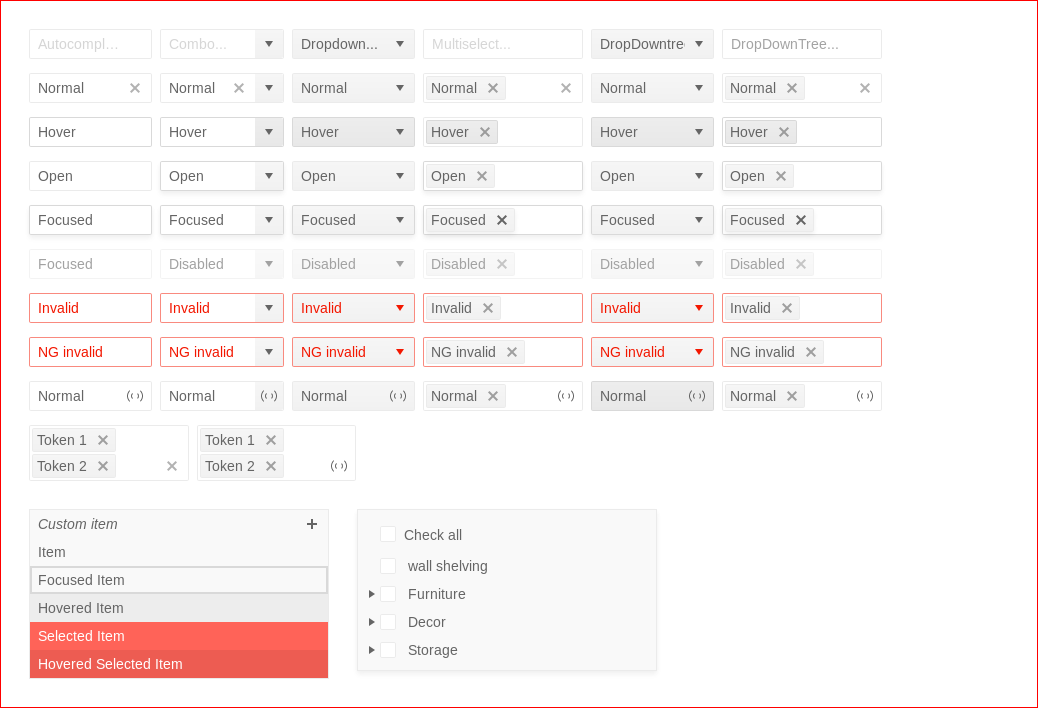 Autocompl... Combo... Dropdown... Multiselect... DropDowntre DropDownTree...
Normal Normal Normal Normal Normal Normal
Hover Hover Hover Hover Hover Hover
Open Open Open Open Open Open
Focused Focused Focused Focused Focused Focused
Focused Disabled Disabled Disabled Disabled Disabled
Invalid Invalid Invalid Invalid Invalid Invalid
NG invalid NG invalid NG invalid NG invalid NG invalid NG invalid
Normal Normal Normal Normal Normal Normal
Token 1 Token 1
Token 2 Token 2
Custom item
Item
Focused Item
Hovered Item
Selected Item
Hovered Selected Item
Check all
wall shelving
Furniture
Decor
Storage